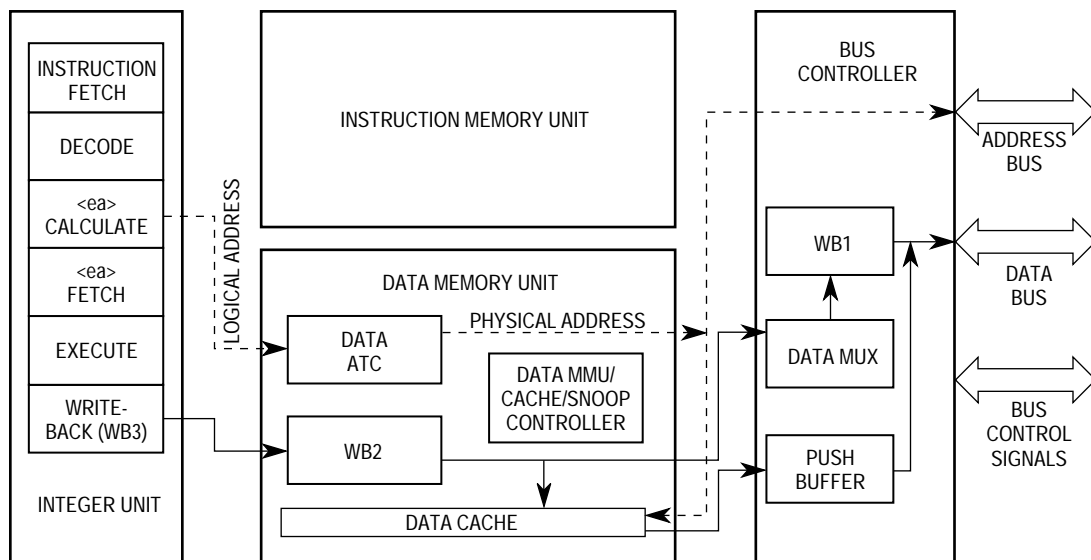 INSTRUCTION
FETCH
DECODE
<ea>
CALCULATE
<ea>
FETCH
EXECUTE
WRITE-
BACK (WB3)
INTEGER UNIT
LOGICAL ADDRESS
INSTRUCTION MEMORY UNIT
DATA MEMORY UNIT
DATA
ATC
PHYSICAL ADDRESS
DATA MMU/
CACHE/SNOOP
CONTROLLER
WB2
DATA CACHE
BUS
CONTROLLER
WB1
DATA MUX
PUSH
BUFFER
ADDRESS
BUS
DATA
BUS
BUS
CONTROL
SIGNALS